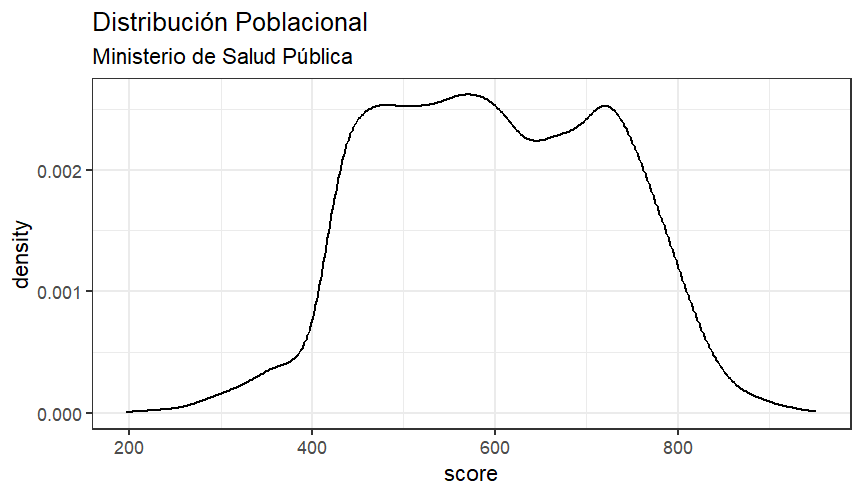 Distribución Poblacional
Ministerio de Salud Pública
density
0.002
0.001
0.000
200 400 600 800
score